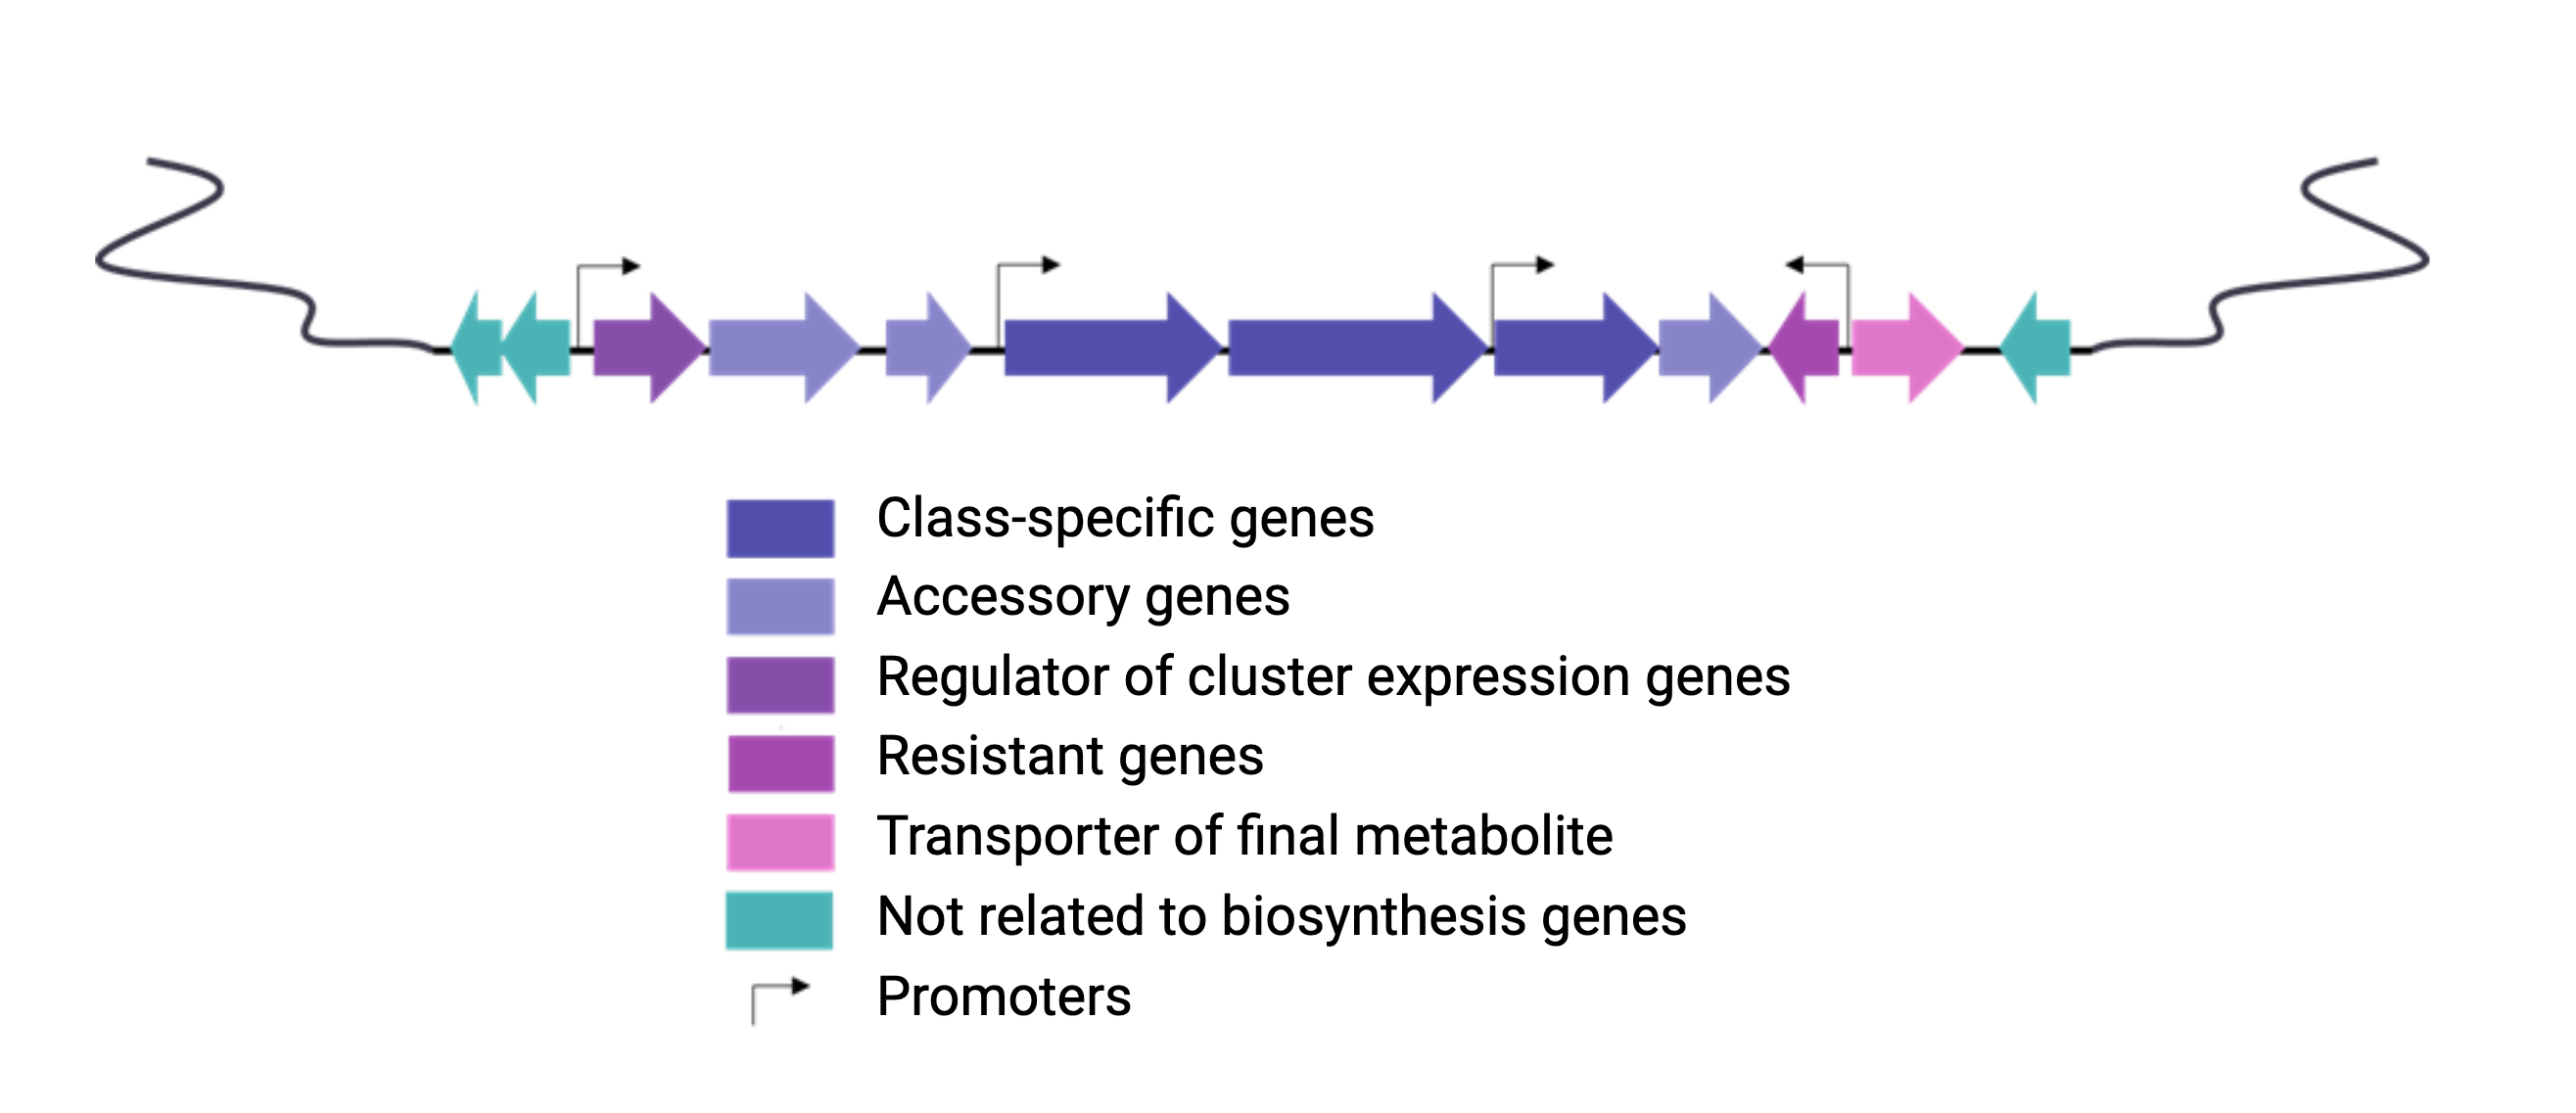 Class-specific genes
Accessory genes
Regulator of cluster expression genes
Resistant genes
Transporter of final metabolite
Not related to biosynthesis genes
Promoters